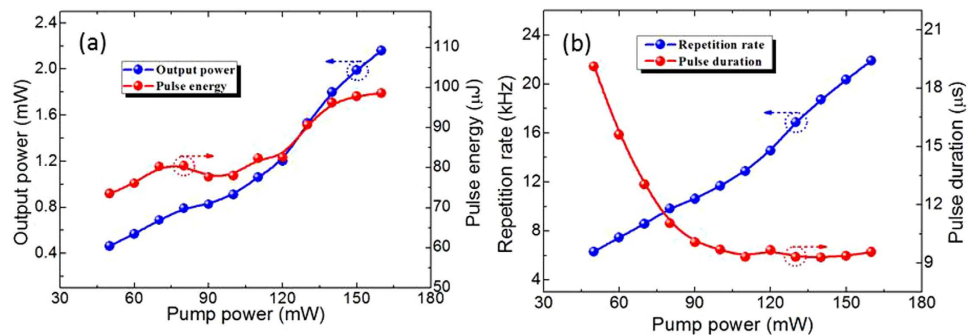 (a)
Output power
Pulse energy
Output power (mW)
2.4
2.0
1.6
1.2
0.8
0.4
Pulse energy (μJ)
110
100
90
80
70
60
50
30 60 90 120 150 180
Pump power (mW)
(b)
Repetition rate
Pulse duration
Repetition rate (kHz)
24
20
16
12
8
4
Pulse duration (μs)
21
18
15
13
11
9
30 60 90 120 150 180
Pump power (mW)